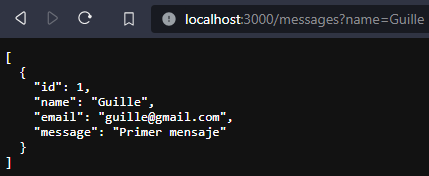 localhost:3000/messages?name=Guille
[
  {
    "id": 1,
    "name": "Guille",
    "email": "guille@gmail.com",
    "message": "Primer mensaje"
  }
]